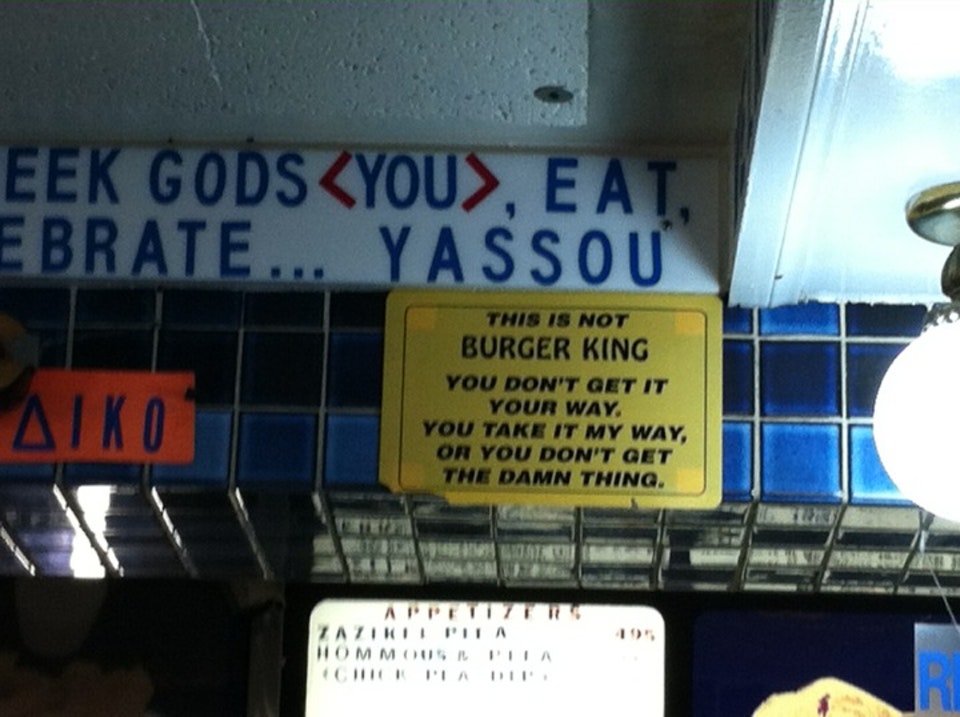 EEK GODS <YOU>, EAT,
EBRATE... YASSOU
THIS IS NOT
BURGER KING
YOU DON'T GET IT
YOUR WAY.
YOU TAKE IT MY WAY,
OR YOU DON'T GET
THE DAMN THING.
ΔΙΚΟ
APPETIZERS
ZAZIKI & PITA 495
HOMMOUS & PITA
(CHICK PEA DIP)